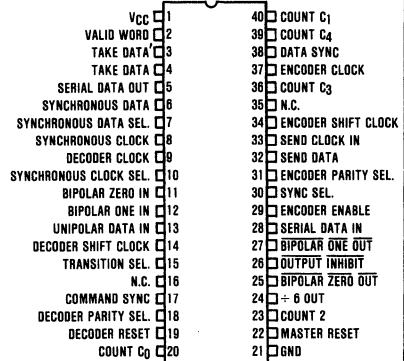 VCC 1 40 COUNT C1
VALID WORD 2 39 COUNT C4
TAKE DATA' 3 38 DATA SYNC
TAKE DATA 4 37 ENCODER CLOCK
SERIAL DATA OUT 5 36 COUNT C3
SYNCHRONOUS DATA 6 35 N.C.
SYNCHRONOUS DATA SEL. 7 34 ENCODER SHIFT CLOCK
SYNCHRONOUS CLOCK 8 33 SEND CLOCK IN
DECODER CLOCK 9 32 SEND DATA
SYNCHRONOUS CLOCK SEL. 10 31 ENCODER PARITY SEL.
BIPOLAR ZERO IN 11 30 SYNC SEL.
BIPOLAR ONE IN 12 29 ENCODER ENABLE
UNIPOLAR DATA IN 13 28 SERIAL DATA IN
DECODER SHIFT CLOCK 14 27 BIPOLAR ONE OUT
TRANSITION SEL. 15 26 OUTPUT INHIBIT
N.C. 16 25 BIPOLAR ZERO OUT
COMMAND SYNC 17 24 ÷ 6 OUT
DECODER PARITY SEL. 18 23 COUNT 2
DECODER RESET 19 22 MASTER RESET
COUNT C0 20 21 GND